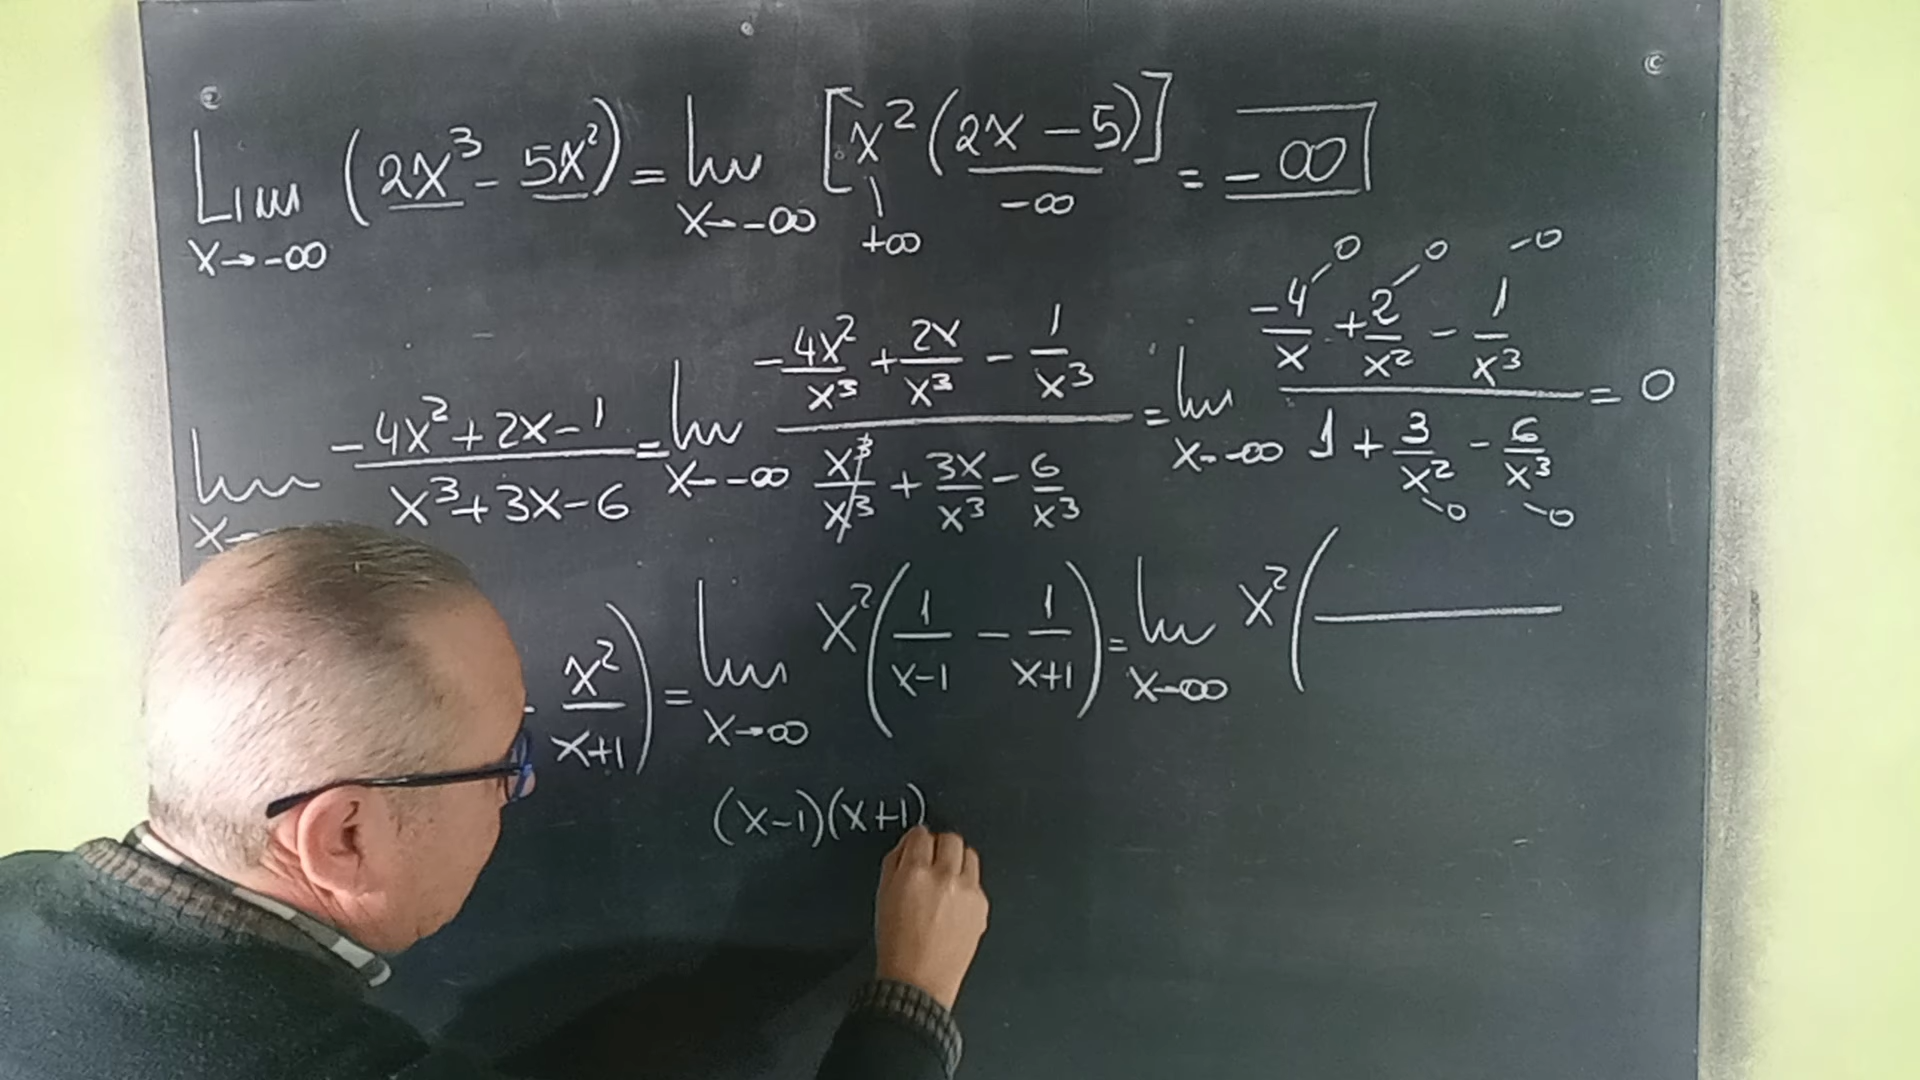 Lim x→-∞ (2x³ - 5x²) = lim x→-∞ [x²(2x - 5)] = -∞
+∞ -∞
lim x→ (-4x² + 2x - 1)/(x³ + 3x - 6) = lim x→-∞ (-4x²/x³ + 2x/x³ - 1/x³)/(x³/x³ + 3x/x³ - 6/x³) = lim x→-∞ (-4/x + 2/x² - 1/x³)/(1 + 3/x² - 6/x³) = 0
0 0 0
0 0
- x²/(x+1)) = lim x→∞ x²(1/(x-1) - 1/(x+1)) = lim x→∞ x²(
(x-1)(x+1)